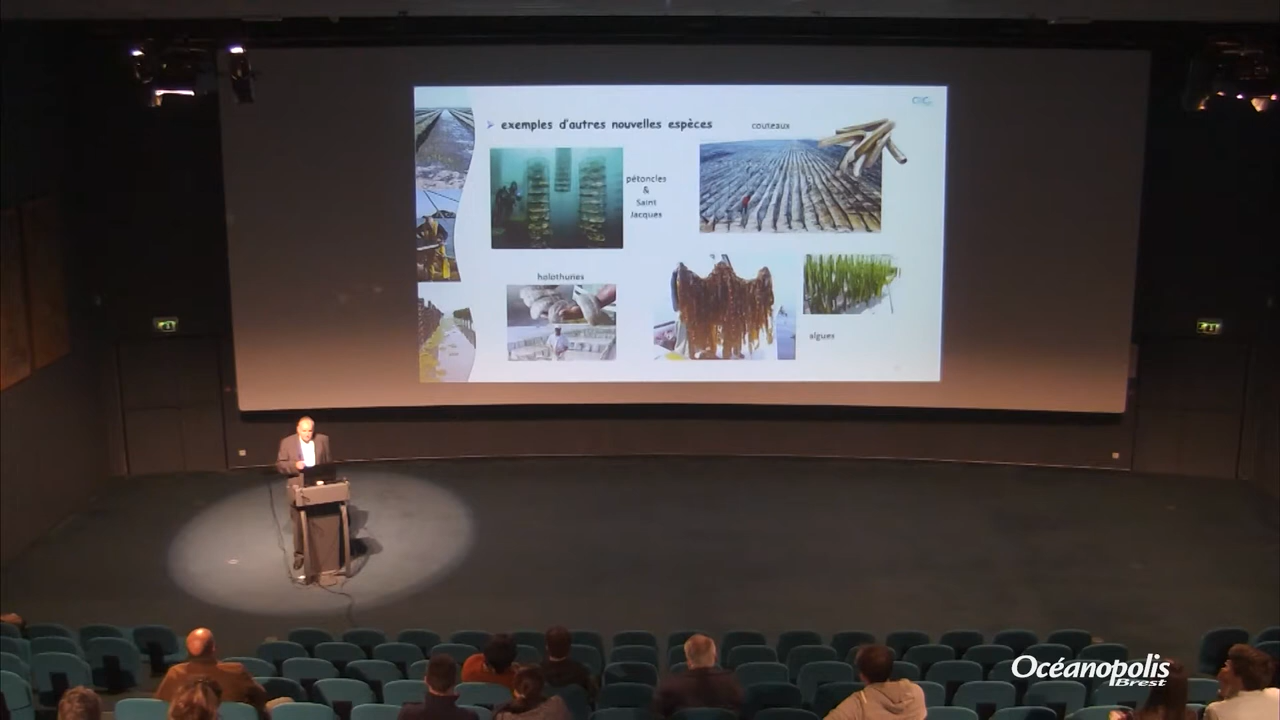 exemples d'autres nouvelles espèces
couteaux
pétoncles
&
Saint
Jacques
holothuries
algues
Océanopolis
Brest